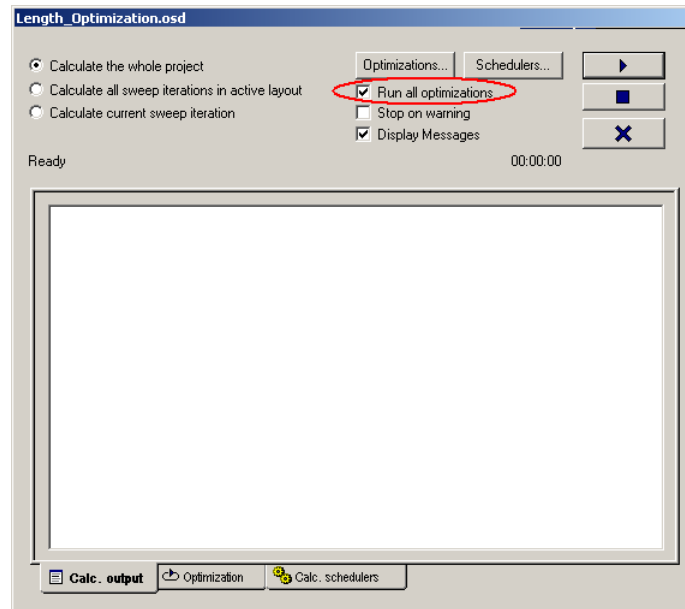 Length_Optimization.osd
Calculate the whole project
Calculate all sweep iterations in active layout
Calculate current sweep iteration
Optimizations... Schedulers...
Run all optimizations
Stop on warning
Display Messages
Ready 00:00:00
Calc. output Optimization Calc. schedulers